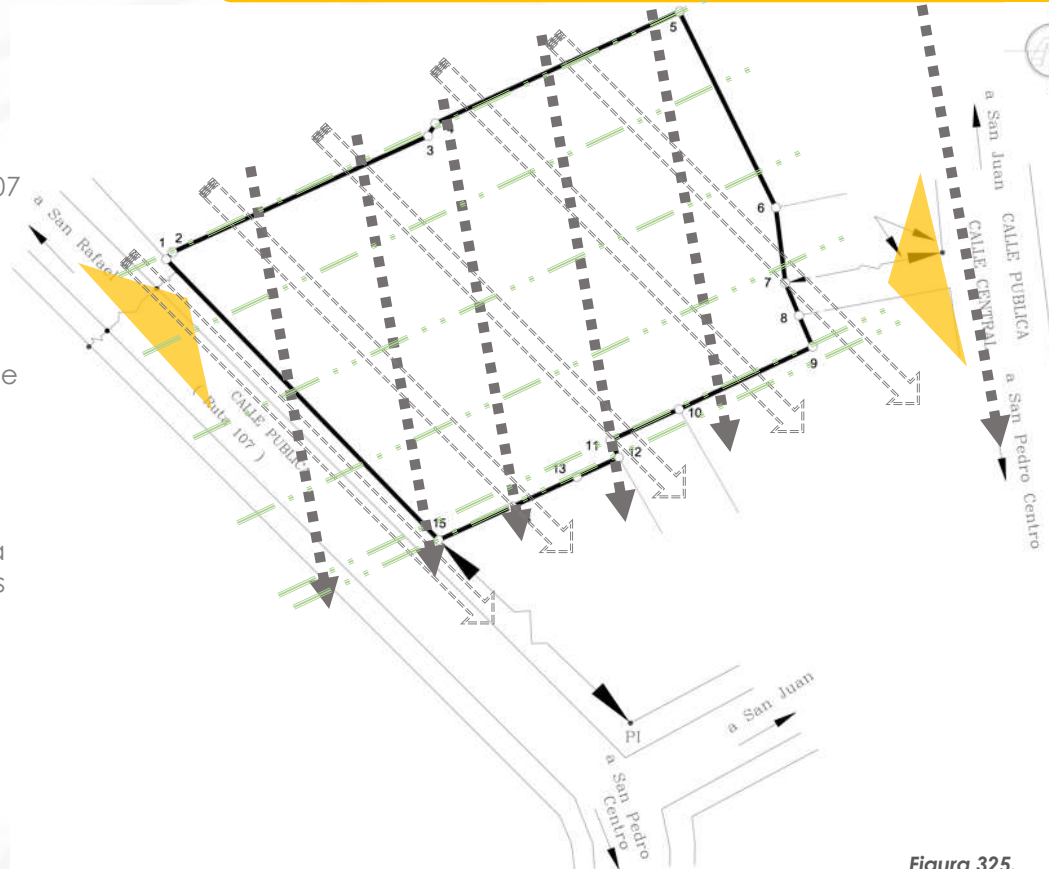 07
e
a
s
1
2
3
5
6
7
8
9
10
11
12
13
15
a San Rafael
CALLE PUBLICA
( Ruta 107 )
a San Juan
CALLE PUBLICA
CALLE CENTRAL
a San Pedro Centro
PI
a San Juan
a San Pedro
Centro
Figura 325.